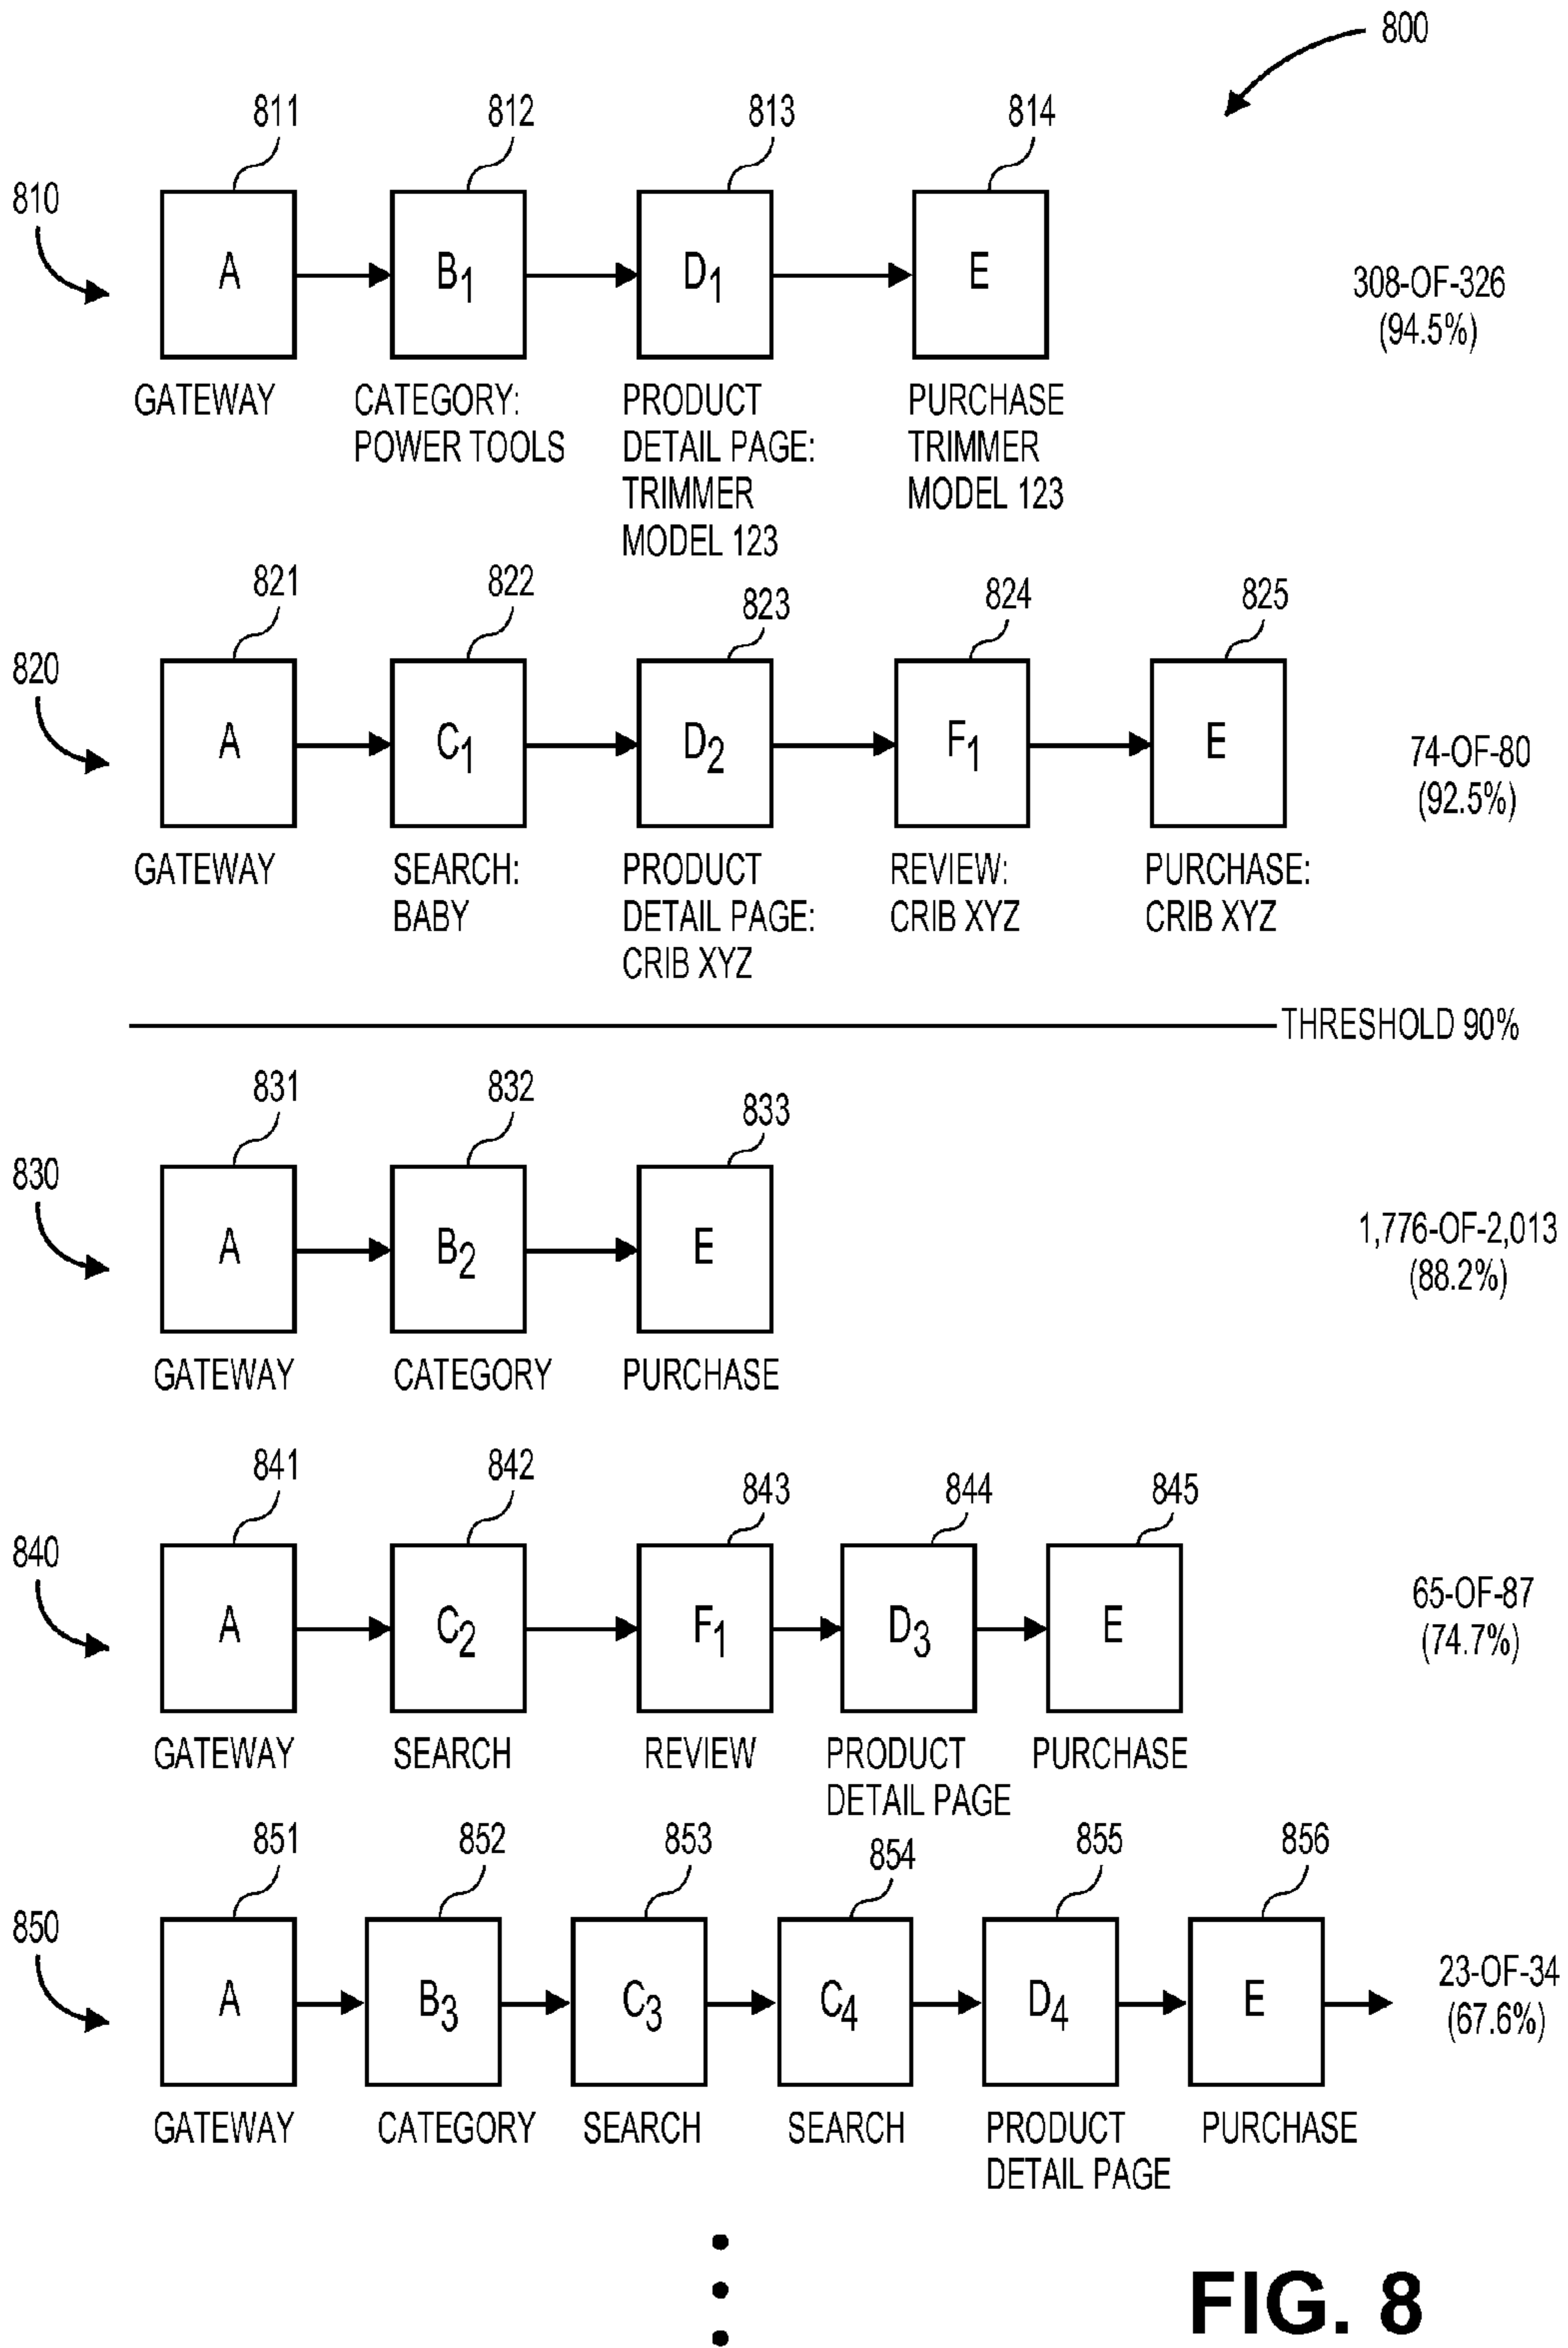 800
811 812 813 814
810
A B1 D1 E
308-OF-326
(94.5%)
GATEWAY CATEGORY: PRODUCT PURCHASE
POWER TOOLS DETAIL PAGE: TRIMMER
TRIMMER MODEL 123
MODEL 123
821 822 823 824 825
820
A C1 D2 F1 E
74-OF-80
(92.5%)
GATEWAY SEARCH: PRODUCT REVIEW: PURCHASE:
BABY DETAIL PAGE: CRIB XYZ CRIB XYZ
CRIB XYZ
THRESHOLD 90%
831 832 833
830
A B2 E
1,776-OF-2,013
(88.2%)
GATEWAY CATEGORY PURCHASE
841 842 843 844 845
840
A C2 F1 D3 E
65-OF-87
(74.7%)
GATEWAY SEARCH REVIEW PRODUCT PURCHASE
DETAIL PAGE
851 852 853 854 855 856
850
A B3 C3 C4 D4 E
23-OF-34
(67.6%)
GATEWAY CATEGORY SEARCH SEARCH PRODUCT PURCHASE
DETAIL PAGE
FIG. 8